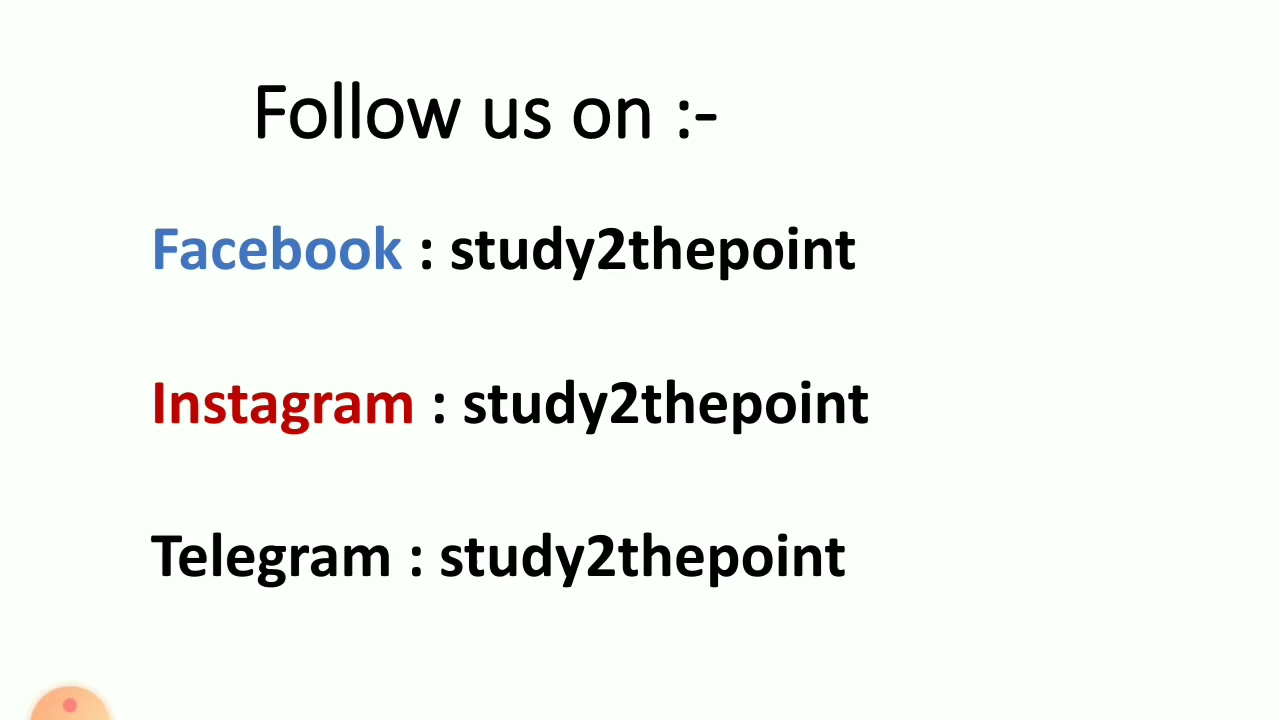 Follow us on :-
Facebook : study2thepoint
Instagram : study2thepoint
Telegram : study2thepoint